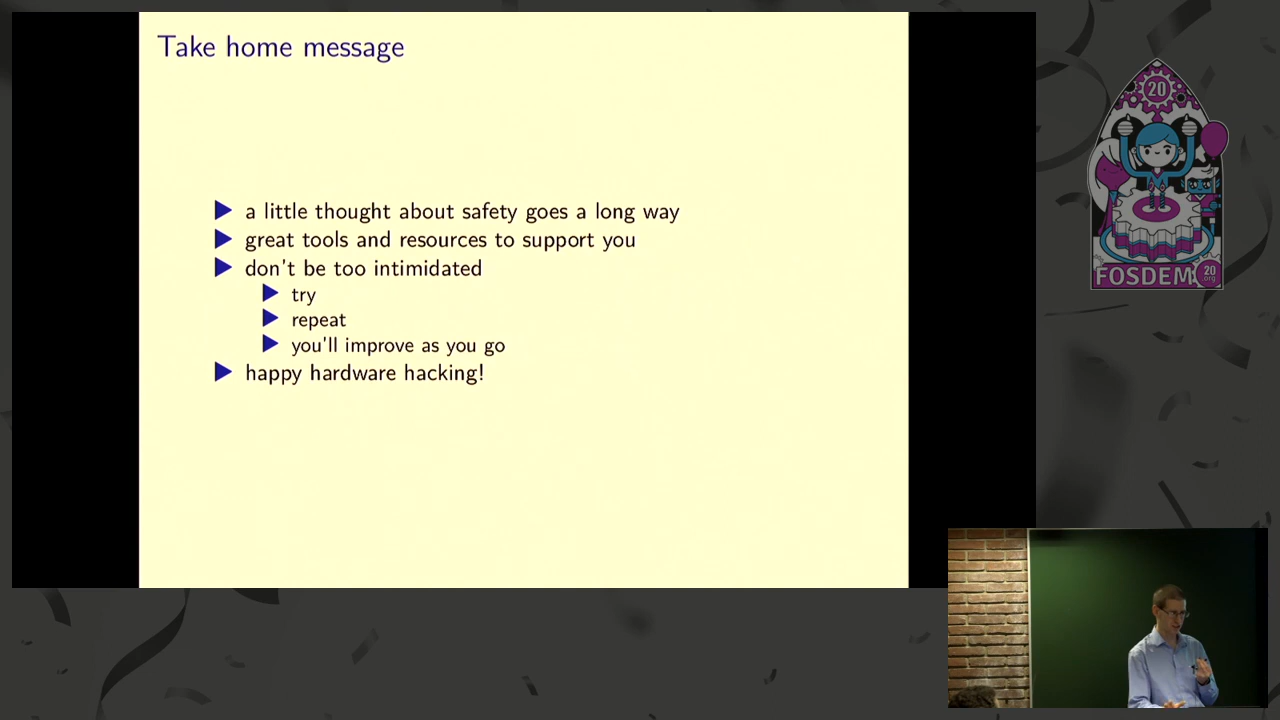 Take home message
a little thought about safety goes a long way
great tools and resources to support you
don't be too intimidated
try
repeat
you'll improve as you go
happy hardware hacking!
20
FOSDEM
20
.org